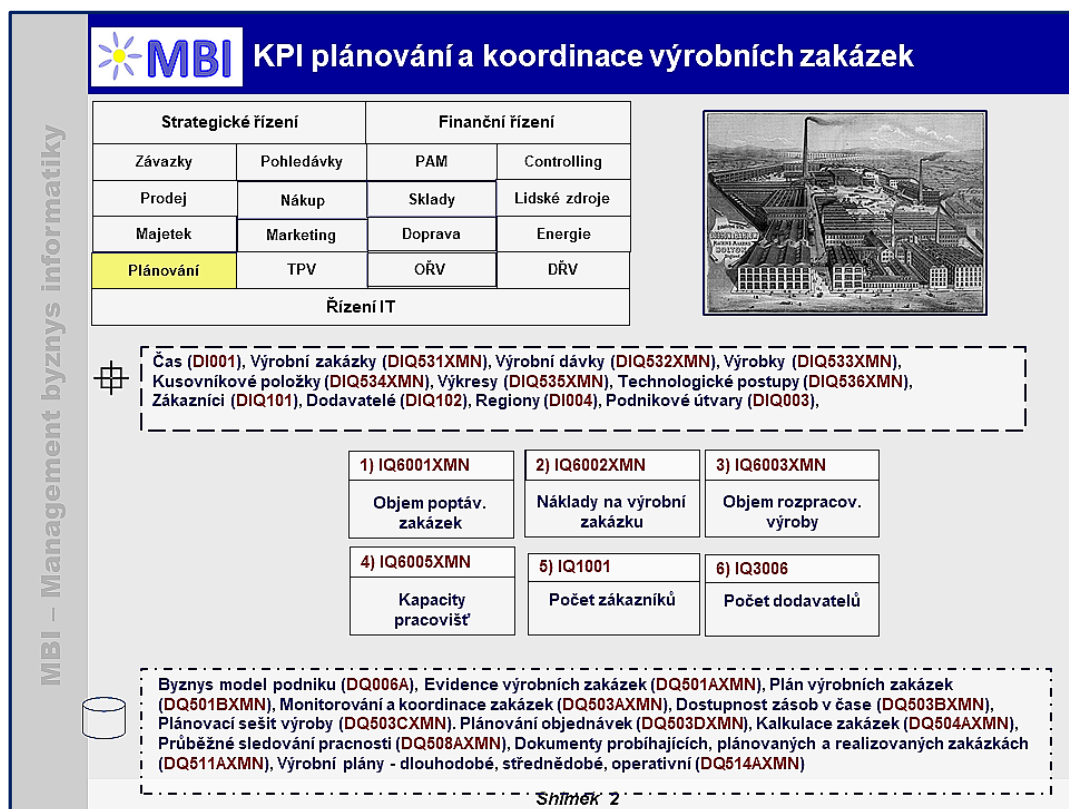 MBI – Management byznys informatiky
MBI
KPI plánování a koordinace výrobních zakázek
Strategické řízení
Finanční řízení
Závazky
Pohledávky
PAM
Controlling
Prodej
Nákup
Sklady
Lidské zdroje
Majetek
Marketing
Doprava
Energie
Plánování
TPV
OŘV
DŘV
Řízení IT
BOLTON
Čas (DI001), Výrobní zakázky (DIQ531XMN), Výrobní dávky (DIQ532XMN), Výrobky (DIQ533XMN),
Kusovníkové položky (DIQ534XMN), Výkresy (DIQ535XMN), Technologické postupy (DIQ536XMN),
Zákazníci (DIQ101), Dodavatelé (DIQ102), Regiony (DI004), Podnikové útvary (DIQ003),
1) IQ6001XMN
Objem poptáv.
zakázek
2) IQ6002XMN
Náklady na výrobní
zakázku
3) IQ6003XMN
Objem rozpracov.
výroby
4) IQ6005XMN
Kapacity
pracovišť
5) IQ1001
Počet zákazníků
6) IQ3006
Počet dodavatelů
Byznys model podniku (DQ006A), Evidence výrobních zakázek (DQ501AXMN), Plán výrobních zakázek
(DQ501BXMN), Monitorování a koordinace zakázek (DQ503AXMN), Dostupnost zásob v čase (DQ503BXMN),
Plánovací sešit výroby (DQ503CXMN). Plánování objednávek (DQ503DXMN), Kalkulace zakázek (DQ504AXMN),
Průběžné sledování pracnosti (DQ508AXMN), Dokumenty probíhajících, plánovaných a realizovaných zakázkách
(DQ511AXMN), Výrobní plány - dlouhodobé, střednědobé, operativní (DQ514AXMN)
Snímek 2